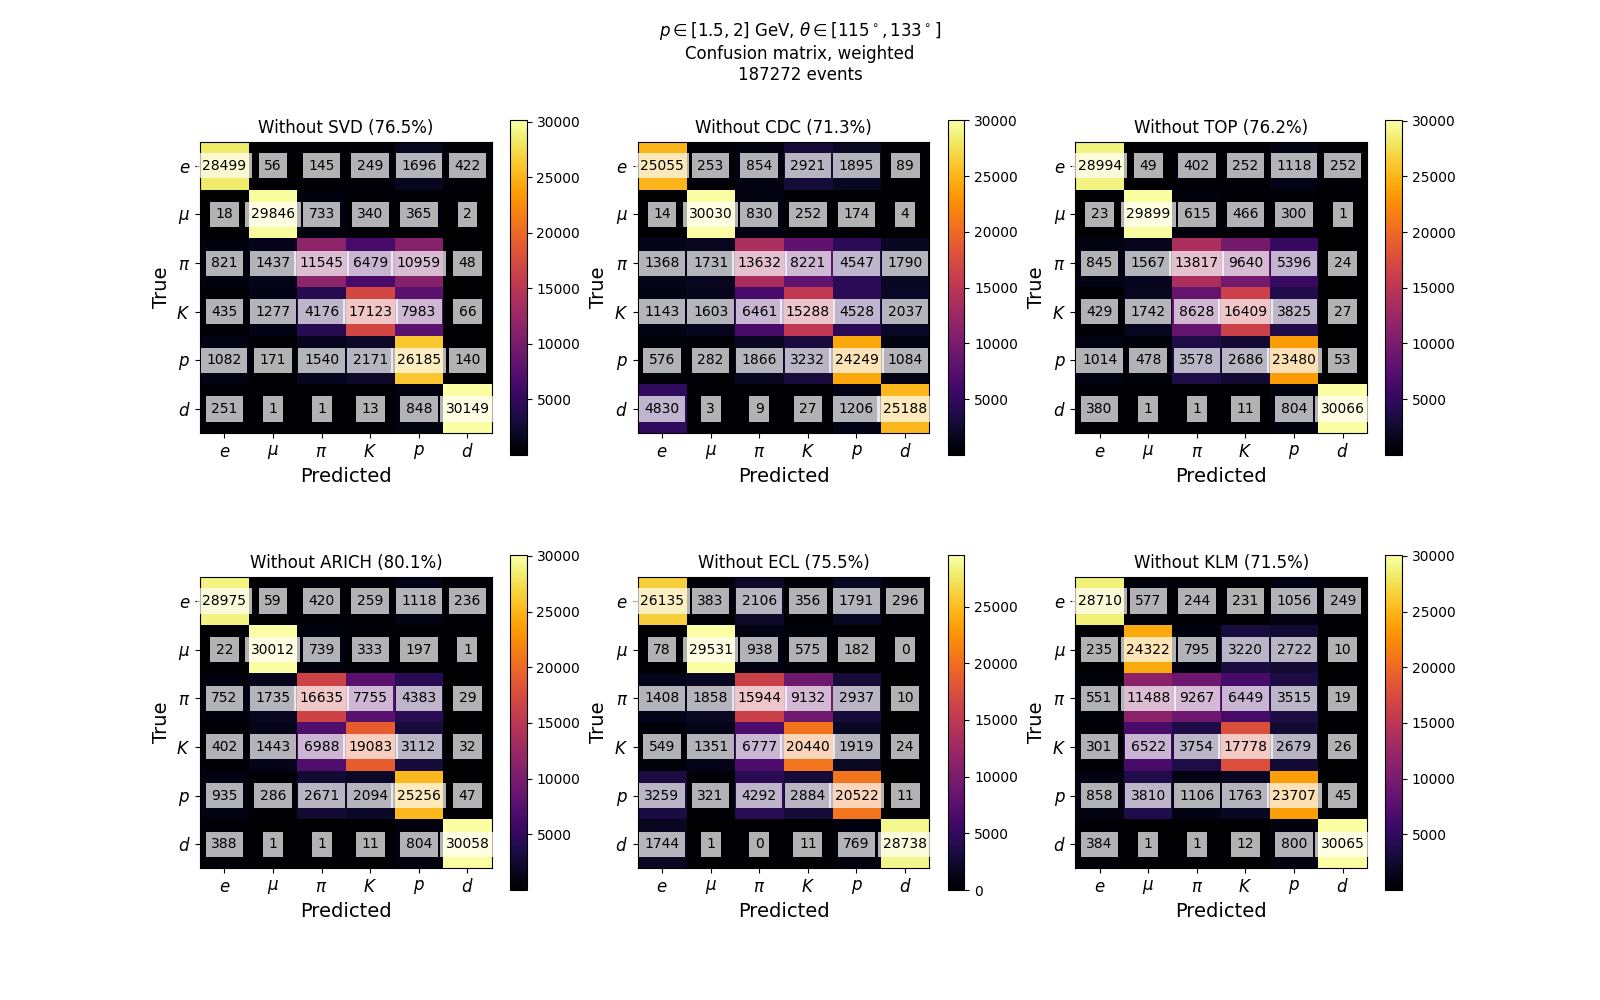 p ∈ [1.5, 2] GeV, θ ∈ [115°, 133°]
Confusion matrix, weighted
187272 events
Without SVD (76.5%)
True
e 28499 56 145 249 1696 422
μ 18 29846 733 340 365 2
π 821 1437 11545 6479 10959 48
K 435 1277 4176 17123 7983 66
p 1082 171 1540 2171 26185 140
d 251 1 1 13 848 30149
e μ π K p d
Predicted
30000
25000
20000
15000
10000
5000
Without CDC (71.3%)
True
e 25055 253 854 2921 1895 89
μ 14 30030 830 252 174 4
π 1368 1731 13632 8221 4547 1790
K 1143 1603 6461 15288 4528 2037
p 576 282 1866 3232 24249 1084
d 4830 3 9 27 1206 25188
e μ π K p d
Predicted
30000
25000
20000
15000
10000
5000
Without TOP (76.2%)
True
e 28994 49 402 252 1118 252
μ 23 29899 615 466 300 1
π 845 1567 13817 9640 5396 24
K 429 1742 8628 16409 3825 27
p 1014 478 3578 2686 23480 53
d 380 1 1 11 804 30066
e μ π K p d
Predicted
30000
25000
20000
15000
10000
5000
Without ARICH (80.1%)
True
e 28975 59 420 259 1118 236
μ 22 30012 739 333 197 1
π 752 1735 16635 7755 4383 29
K 402 1443 6988 19083 3112 32
p 935 286 2671 2094 25256 47
d 388 1 1 11 804 30058
e μ π K p d
Predicted
30000
25000
20000
15000
10000
5000
Without ECL (75.5%)
True
e 26135 383 2106 356 1791 296
μ 78 29531 938 575 182 0
π 1408 1858 15944 9132 2937 10
K 549 1351 6777 20440 1919 24
p 3259 321 4292 2884 20522 11
d 1744 1 0 11 769 28738
e μ π K p d
Predicted
25000
20000
15000
10000
5000
0
Without KLM (71.5%)
True
e 28710 577 244 231 1056 249
μ 235 24322 795 3220 2722 10
π 551 11488 9267 6449 3515 19
K 301 6522 3754 17778 2679 26
p 858 3810 1106 1763 23707 45
d 384 1 1 12 800 30065
e μ π K p d
Predicted
30000
25000
20000
15000
10000
5000